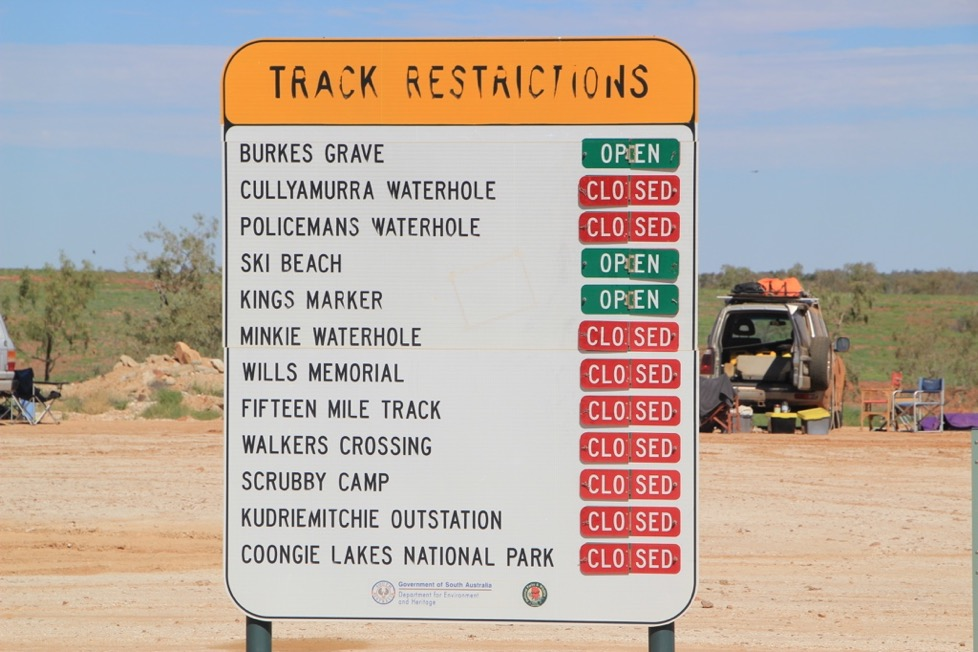 TRACK RESTRICTIONS
BURKES GRAVE OPEN
CULLYAMURRA WATERHOLE CLOSED
POLICEMANS WATERHOLE CLOSED
SKI BEACH OPEN
KINGS MARKER OPEN
MINKIE WATERHOLE CLOSED
WILLS MEMORIAL CLOSED
FIFTEEN MILE TRACK CLOSED
WALKERS CROSSING CLOSED
SCRUBBY CAMP CLOSED
KUDRIEMITCHIE OUTSTATION CLOSED
COONGIE LAKES NATIONAL PARK CLOSED
Government of South Australia
Department for Environment
and Heritage